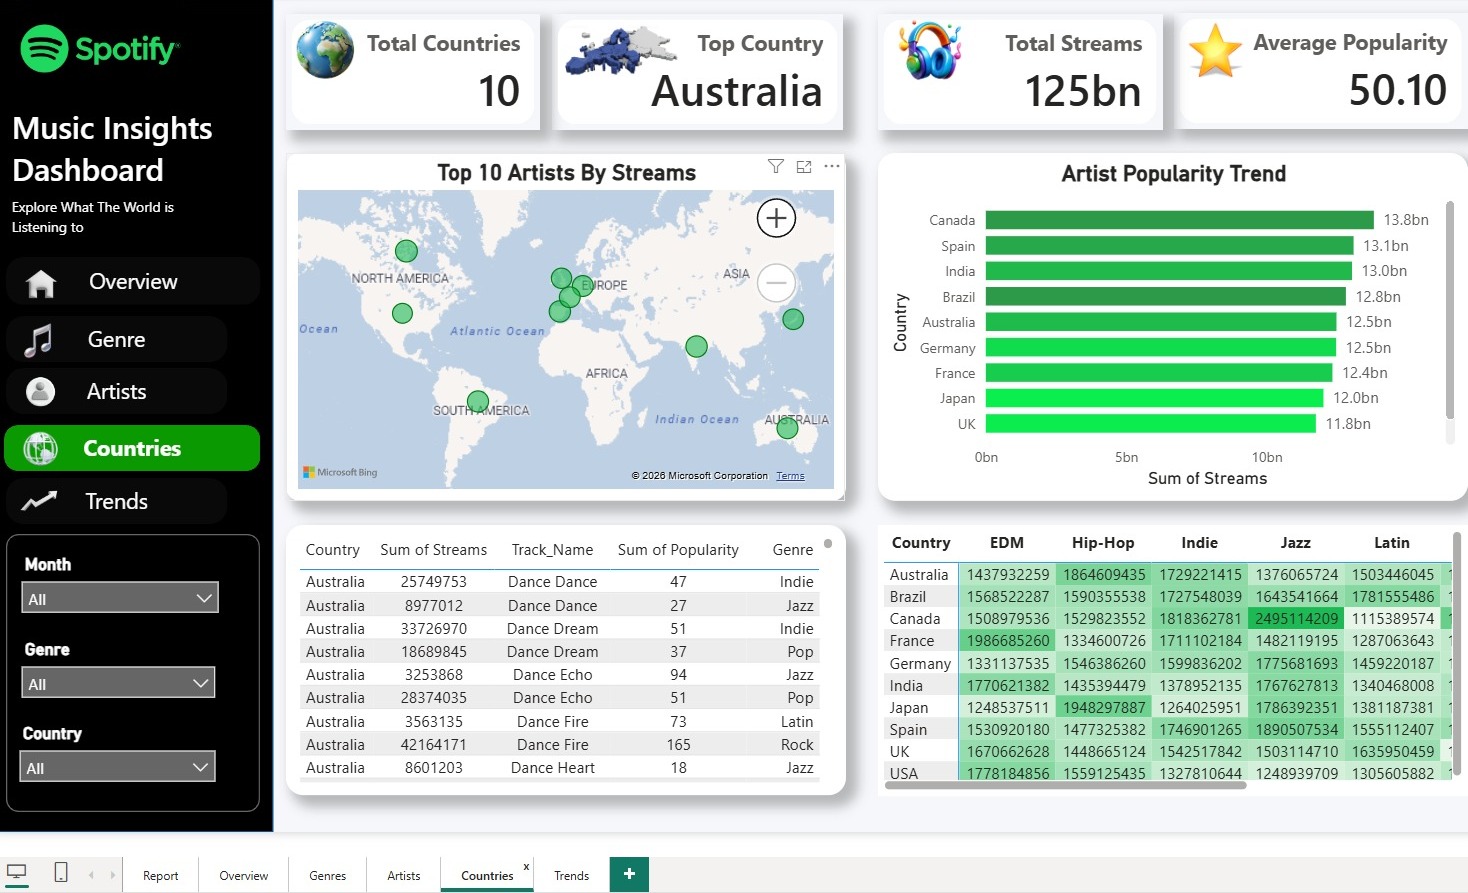 Spotify
Music Insights
Dashboard
Explore What The World is
Listening to
Overview
Genre
Artists
Countries
Trends
Month
All
Genre
All
Country
All
Total Countries
10
Top Country
Australia
Total Streams
125bn
Average Popularity
50.10
Top 10 Artists By Streams
NORTH AMERICA
EUROPE
ASIA
Ocean
Atlantic Ocean
AFRICA
SOUTH AMERICA
Indian Ocean
AUSTRALIA
Microsoft Bing
© 2026 Microsoft Corporation Terms
Artist Popularity Trend
Country
Canada 13.8bn
Spain 13.1bn
India 13.0bn
Brazil 12.8bn
Australia 12.5bn
Germany 12.5bn
France 12.4bn
Japan 12.0bn
UK 11.8bn
0bn 5bn 10bn
Sum of Streams
Country Sum of Streams Track_Name Sum of Popularity Genre
Australia 25749753 Dance Dance 47 Indie
Australia 8977012 Dance Dance 27 Jazz
Australia 33726970 Dance Dream 51 Indie
Australia 18689845 Dance Dream 37 Pop
Australia 3253868 Dance Echo 94 Jazz
Australia 28374035 Dance Echo 51 Pop
Australia 3563135 Dance Fire 73 Latin
Australia 42164171 Dance Fire 165 Rock
Australia 8601203 Dance Heart 18 Jazz
Country EDM Hip-Hop Indie Jazz Latin
Australia 1437932259 1864609435 1729221415 1376065724 1503446045 1
Brazil 1568522287 1590355538 1727548039 1643541664 1781555486 1
Canada 1508979536 1529823552 1818362781 2495114209 1115389574 1
France 1986685260 1334600726 1711102184 1482119195 1287063643 1
Germany 1331137535 1546386260 1599836202 1775681693 1459220187 1
India 1770621382 1435394479 1378952135 1767627813 1340468008 1
Japan 1248537511 1948297887 1264025951 1786392351 1381187381 1
Spain 1530920180 1477325382 1746901265 1890507534 1555112407 1
UK 1670662628 1448665124 1542517842 1503114710 1635950459 1
USA 1778184856 1559125435 1327810644 1248939709 1305605882 1
Report Overview Genres Artists Countries x Trends +